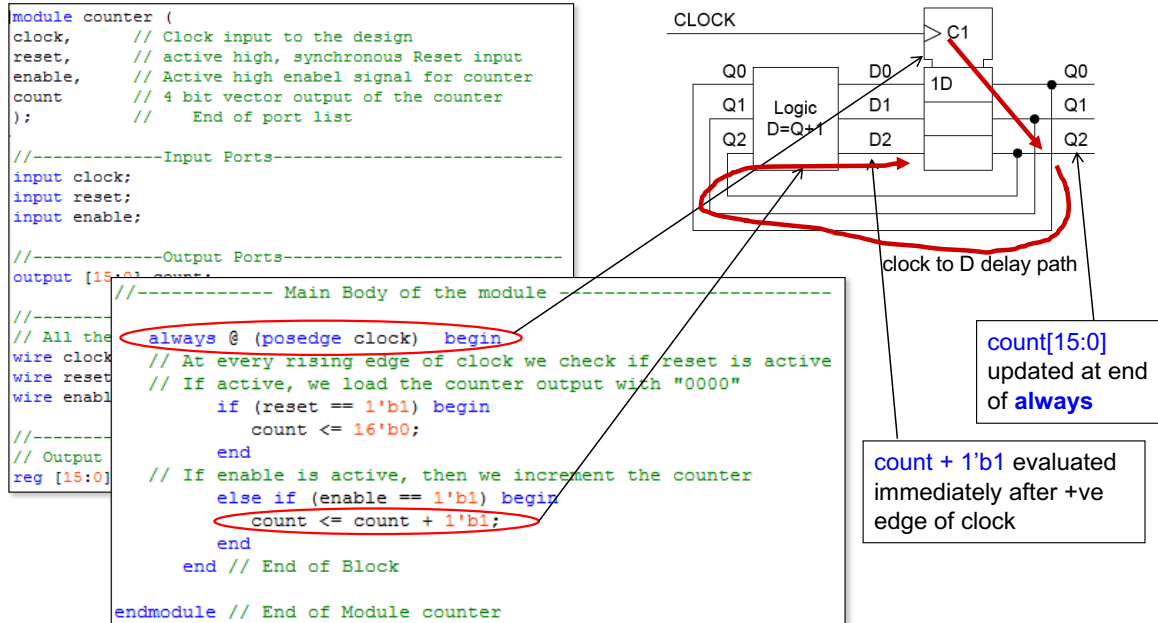 module counter (
clock,       // Clock input to the design
reset,       // active high, synchronous Reset input
enable,      // Active high enabel signal for counter
count        // 4 bit vector output of the counter
);           //    End of port list
//-------------Input Ports-----------------------------
input clock;
input reset;
input enable;
//-------------Output Ports----------------------------
output [15:0] count;
//--------
// All the
wire clock
wire reset
wire enabl
//--------
// Output
reg [15:0]
//------------ Main Body of the module ------------------------
always @ (posedge clock)  begin
// At every rising edge of clock we check if reset is active
// If active, we load the counter output with "0000"
if (reset == 1'b1) begin
count <= 16'b0;
end
// If enable is active, then we increment the counter
else if (enable == 1'b1) begin
count <= count + 1'b1;
end
end // End of Block
endmodule // End of Module counter
CLOCK
C1
Q0 D0 1D Q0
Q1 Logic D1 Q1
D=Q+1
Q2 D2 Q2
clock to D delay path
count[15:0]
updated at end
of always
count + 1'b1 evaluated
immediately after +ve
edge of clock